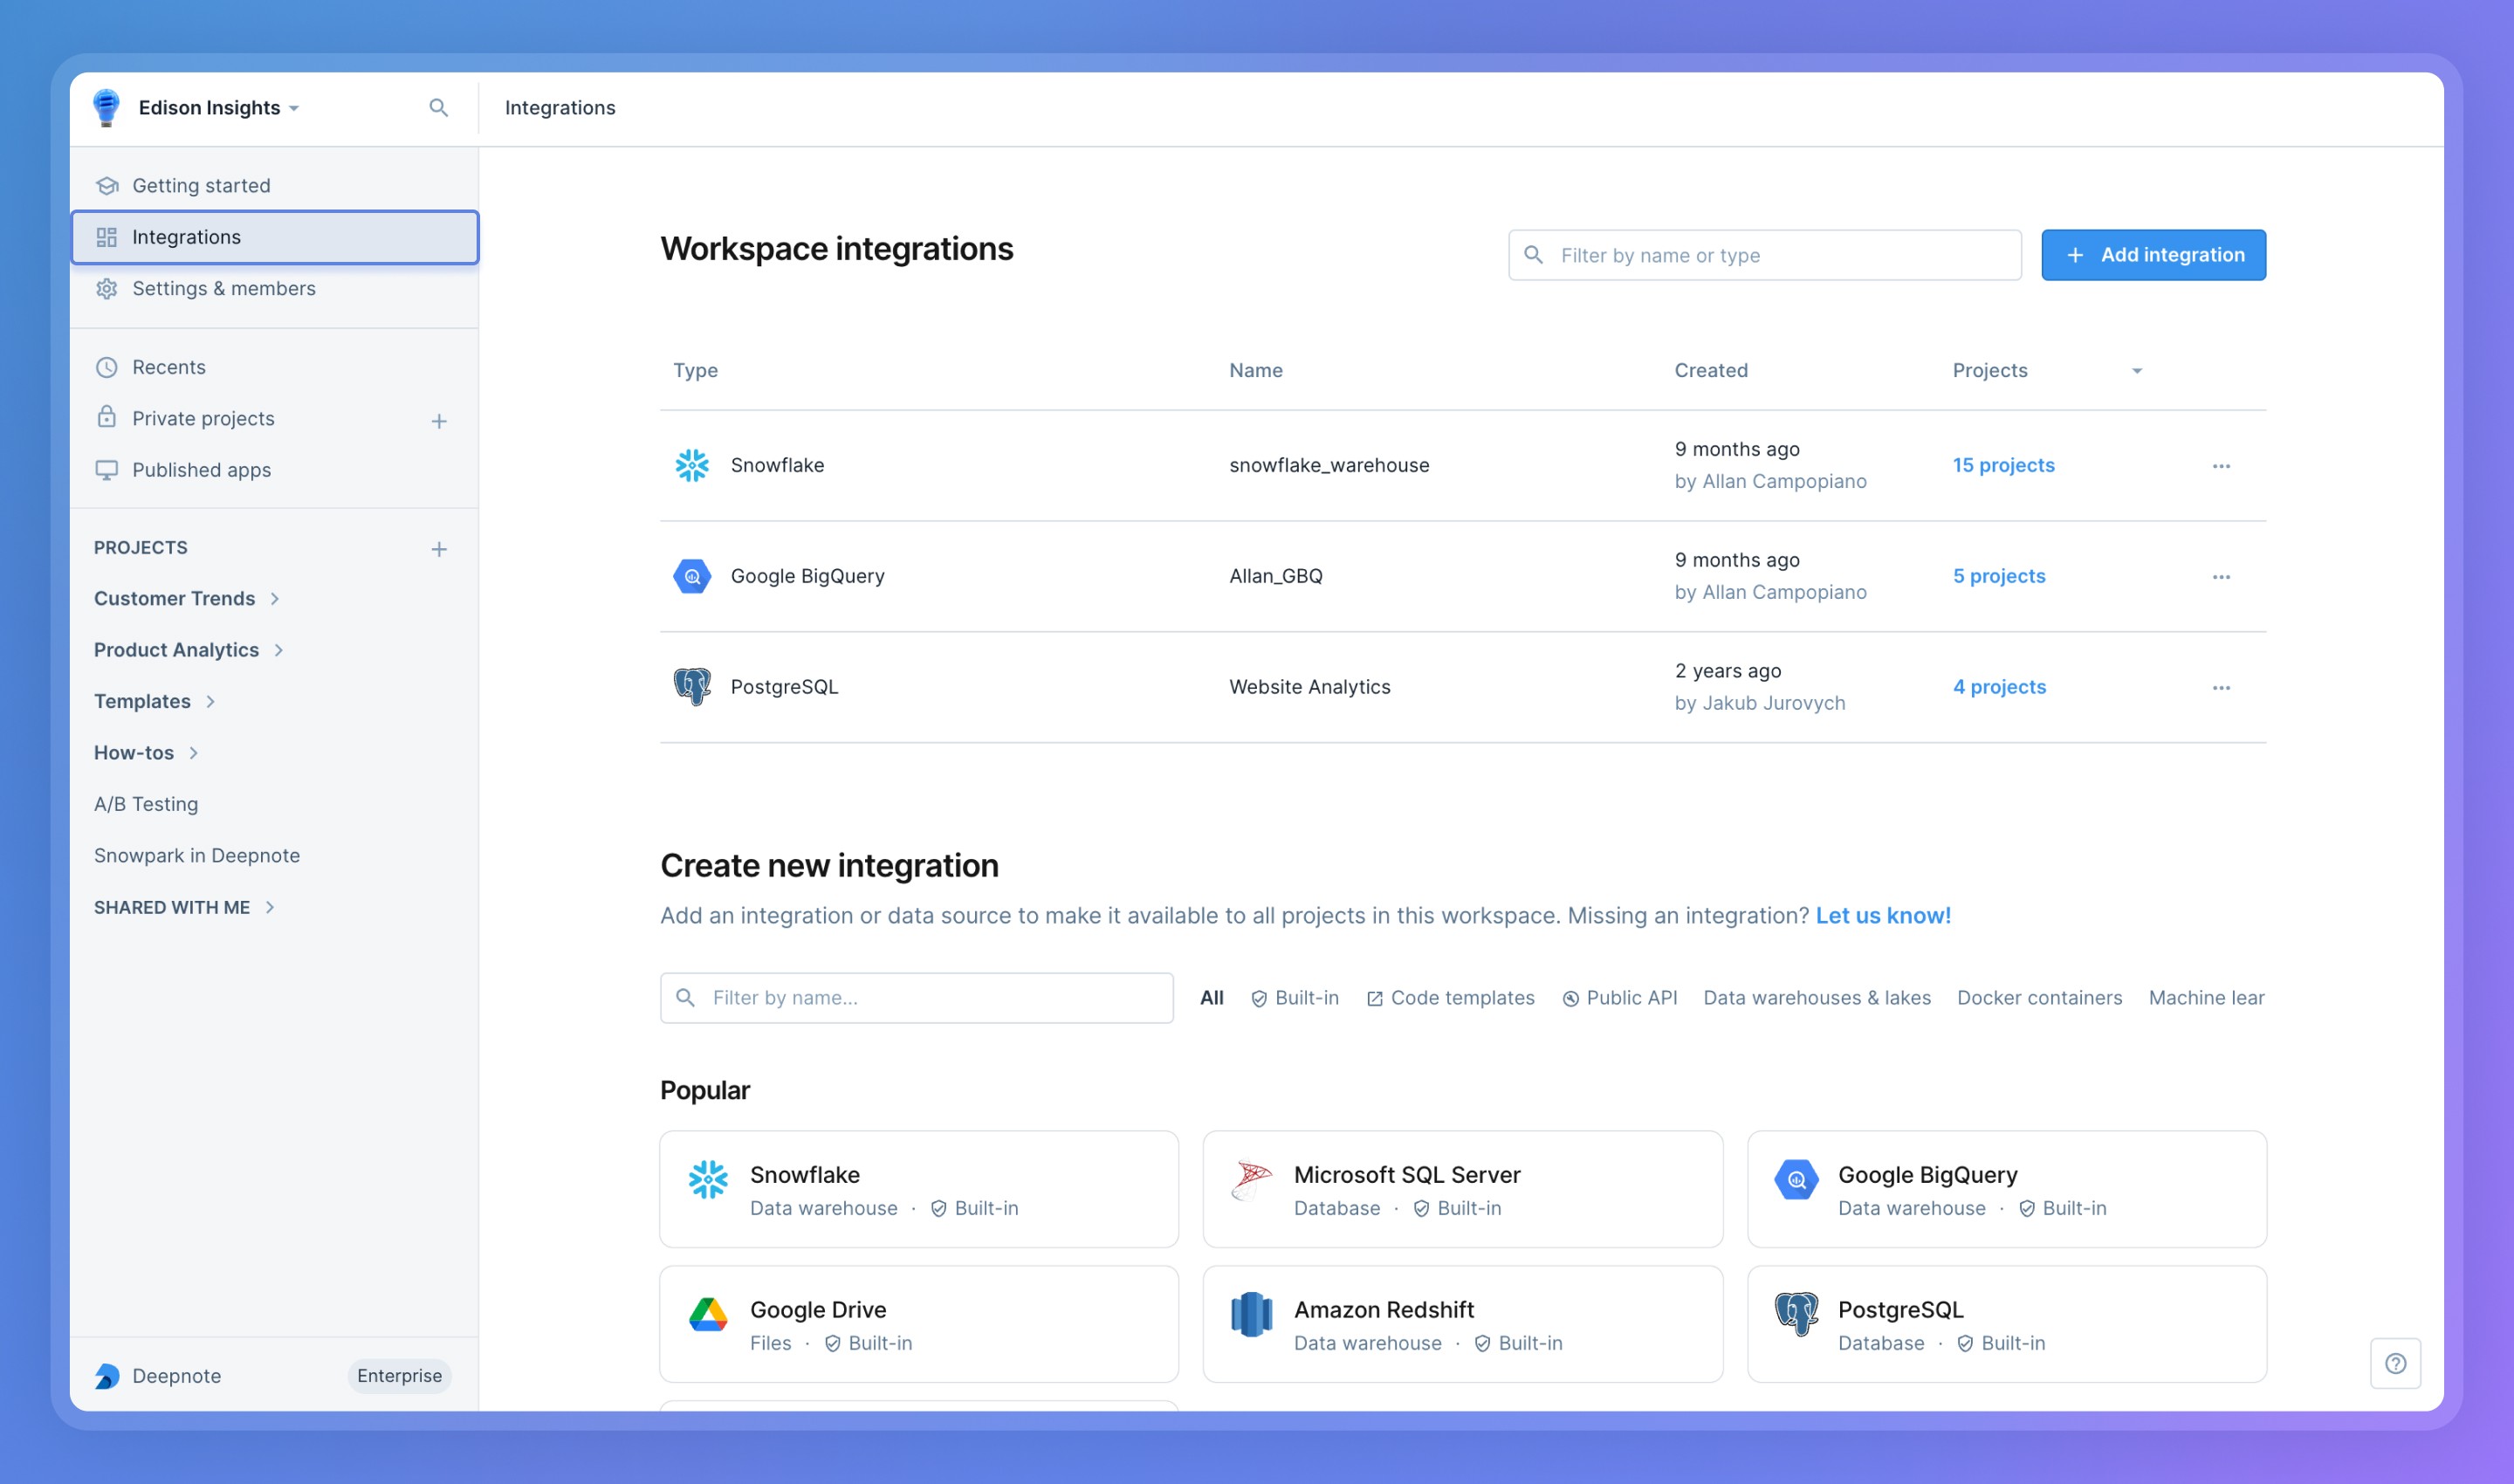 Edison Insights
Integrations
Getting started
Integrations
Settings & members
Recents
Private projects
Published apps
PROJECTS
Customer Trends
Product Analytics
Templates
How-tos
A/B Testing
Snowpark in Deepnote
SHARED WITH ME
Deepnote
Enterprise
Workspace integrations
Filter by name or type
Add integration
Type Name Created Projects
Snowflake snowflake_warehouse 9 months ago 15 projects
by Allan Campopiano
Google BigQuery Allan_GBQ 9 months ago 5 projects
by Allan Campopiano
PostgreSQL Website Analytics 2 years ago 4 projects
by Jakub Jurovych
Create new integration
Add an integration or data source to make it available to all projects in this workspace. Missing an integration? Let us know!
Filter by name...
All Built-in Code templates Public API Data warehouses & lakes Docker containers Machine lear
Popular
Snowflake
Data warehouse · Built-in
Microsoft SQL Server
Database · Built-in
Google BigQuery
Data warehouse · Built-in
Google Drive
Files · Built-in
Amazon Redshift
Data warehouse · Built-in
PostgreSQL
Database · Built-in